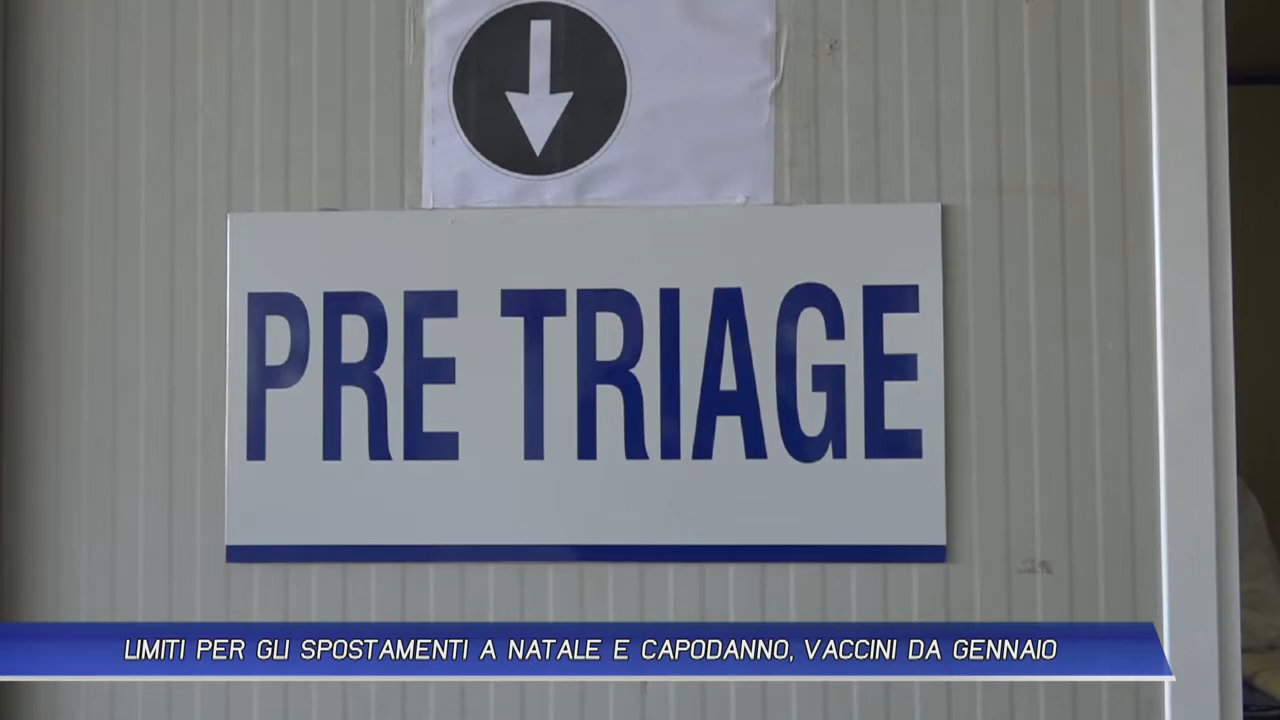 PRE TRIAGE
LIMITI PER GLI SPOSTAMENTI A NATALE E CAPODANNO, VACCINI DA GENNAIO